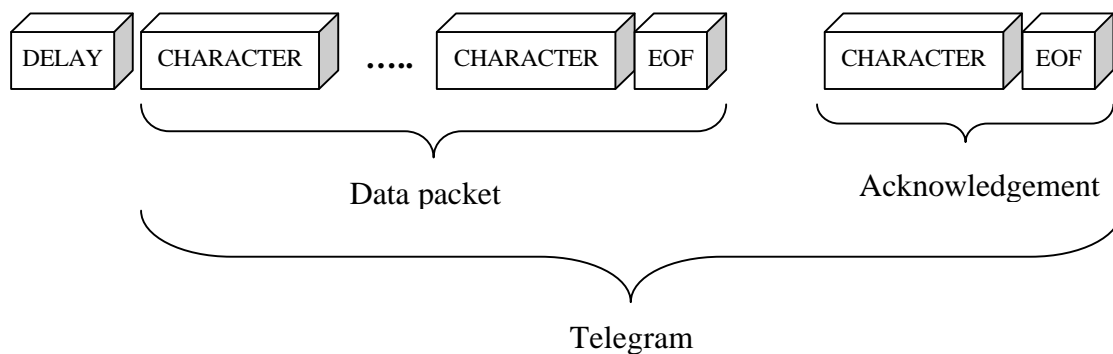 DELAY CHARACTER ..... CHARACTER EOF CHARACTER EOF
Data packet
Acknowledgement
Telegram